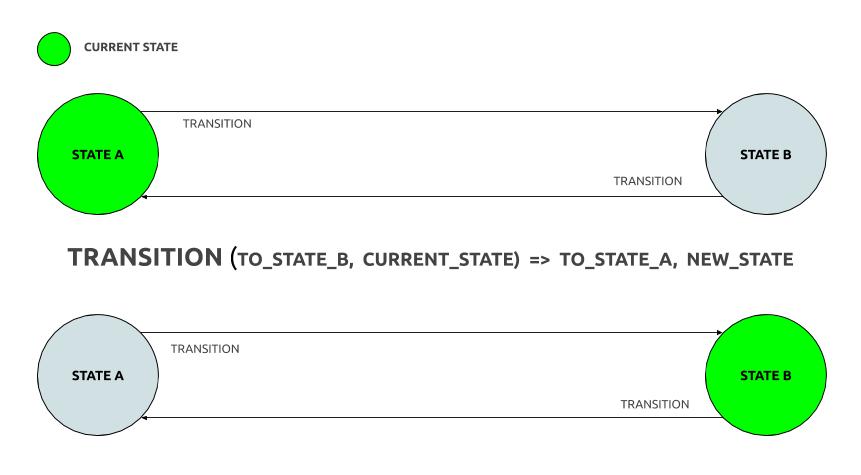 CURRENT STATE
TRANSITION
STATE A
STATE B
TRANSITION
TRANSITION (TO_STATE_B, CURRENT_STATE) => TO_STATE_A, NEW_STATE
TRANSITION
STATE A
STATE B
TRANSITION